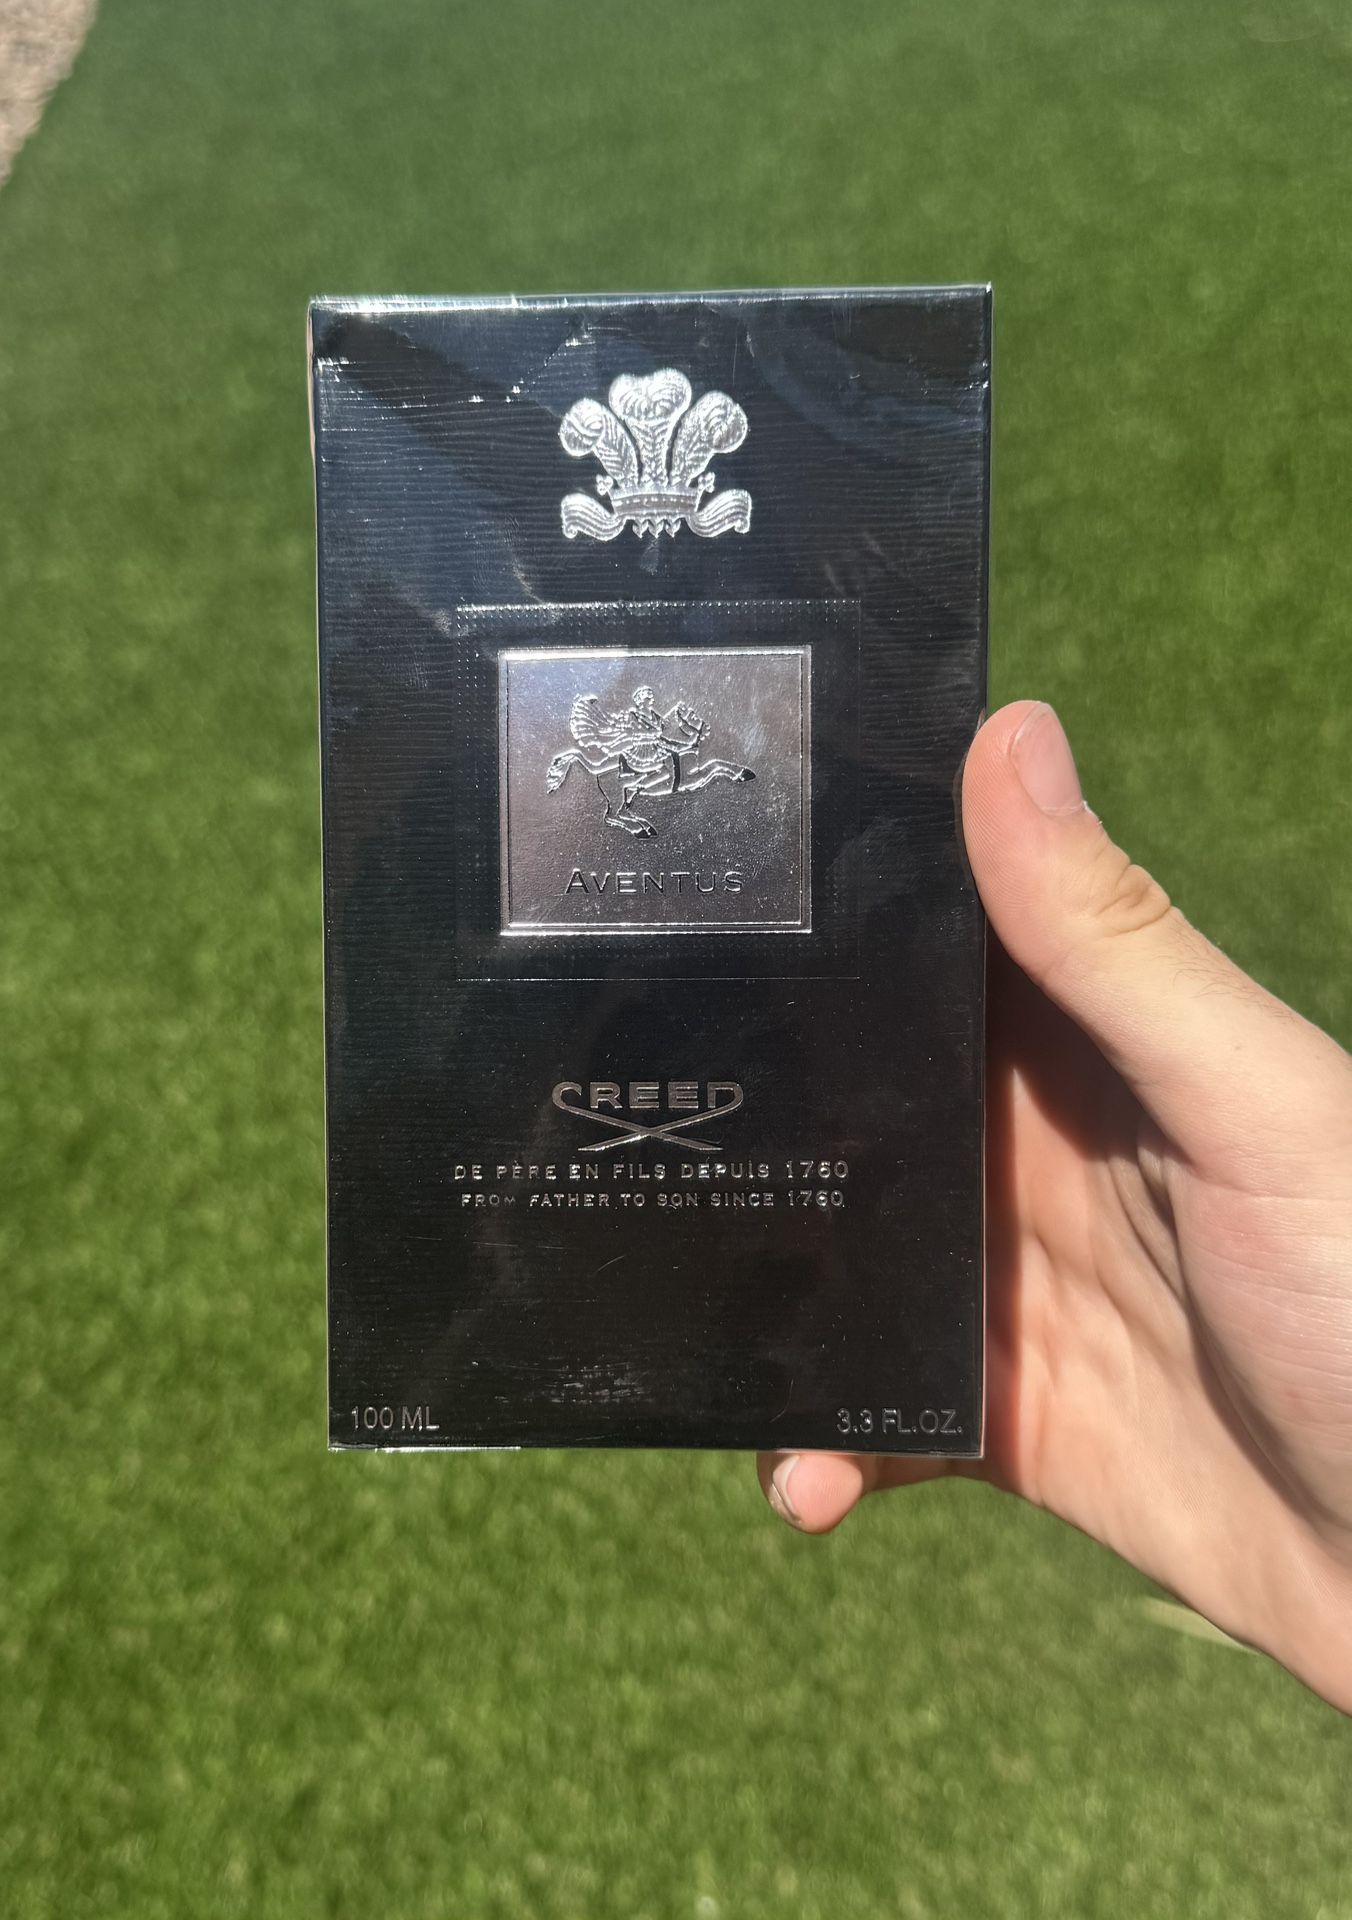 AVENTUS
CREED
DE PÈRE EN FILS DEPUIS 1760
FROM FATHER TO SON SINCE 1760
100 ML
3.3 FL.OZ.